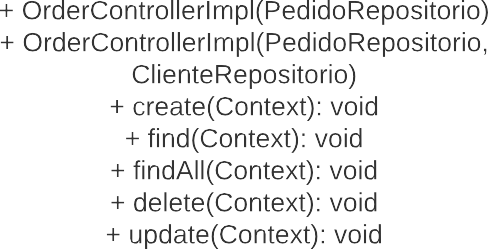 + OrderControllerImpl(PedidoRepositorio)
+ OrderControllerImpl(PedidoRepositorio,
ClienteRepositorio)
+ create(Context): void
+ find(Context): void
+ findAll(Context): void
+ delete(Context): void
+ update(Context): void